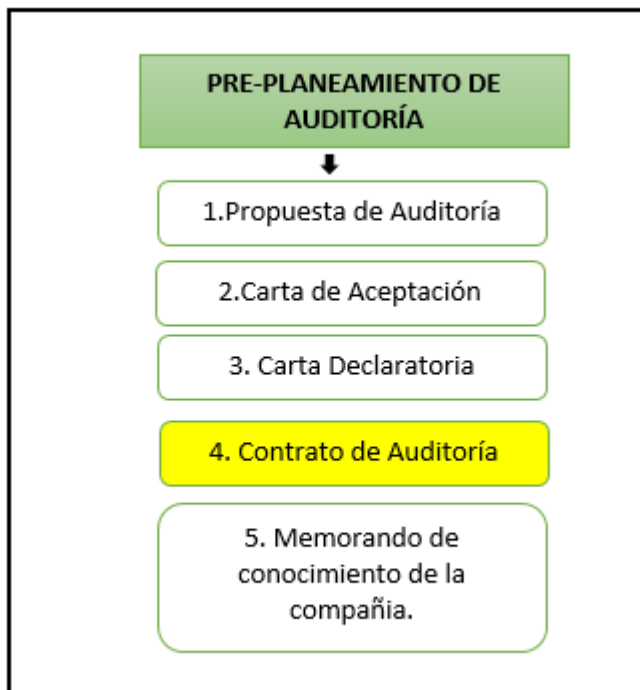 PRE-PLANEAMIENTO DE
AUDITORÍA
1.Propuesta de Auditoría
2.Carta de Aceptación
3. Carta Declaratoria
4. Contrato de Auditoría
5. Memorando de
conocimiento de la
compañia.